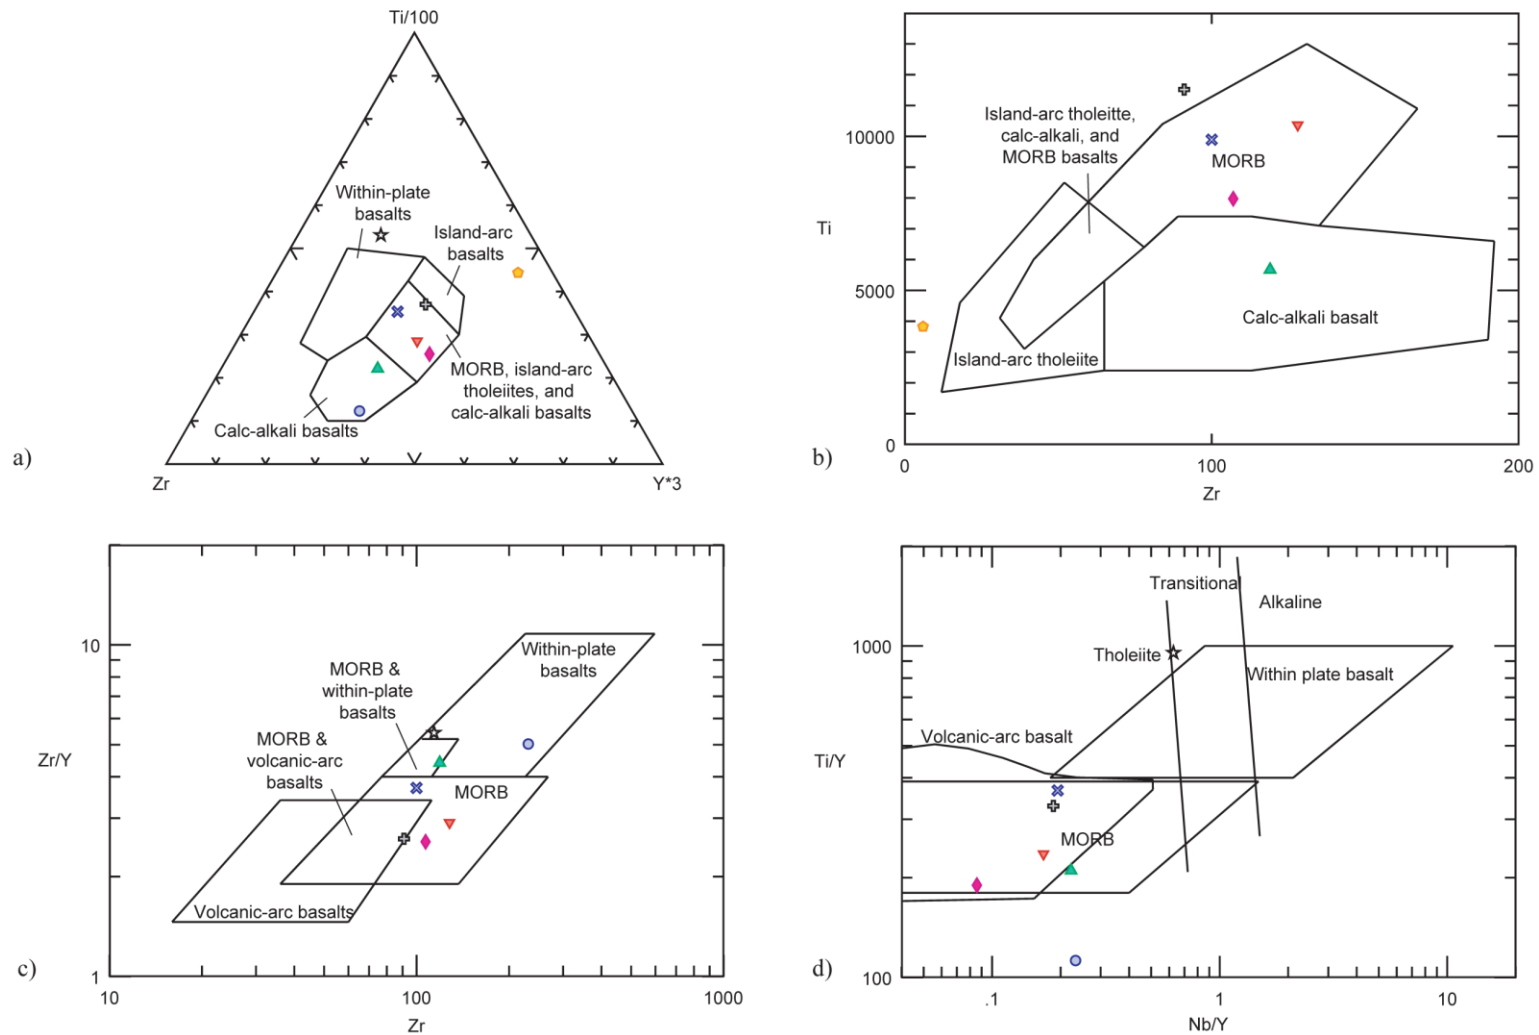 Ti/100
Within-plate
basalts
Island-arc
basalts
MORB, island-arc
tholeiites, and
calc-alkali basalts
Calc-alkali basalts
a)
Zr
Y*3
Island-arc tholeitte,
calc-alkali, and
MORB basalts
10000
MORB
Ti
5000
Calc-alkali basalt
Island-arc tholeiite
0
b)
0
100
200
Zr
10
Within-plate
basalts
MORB &
within-plate
basalts
MORB &
volcanic-arc
basalts
Zr/Y
MORB
Volcanic-arc basalts
c)
1
10
100
1000
Zr
Transitional
Alkaline
1000
Tholeiite
Within plate basalt
Volcanic-arc basalt
Ti/Y
MORB
d)
100
.1
1
10
Nb/Y